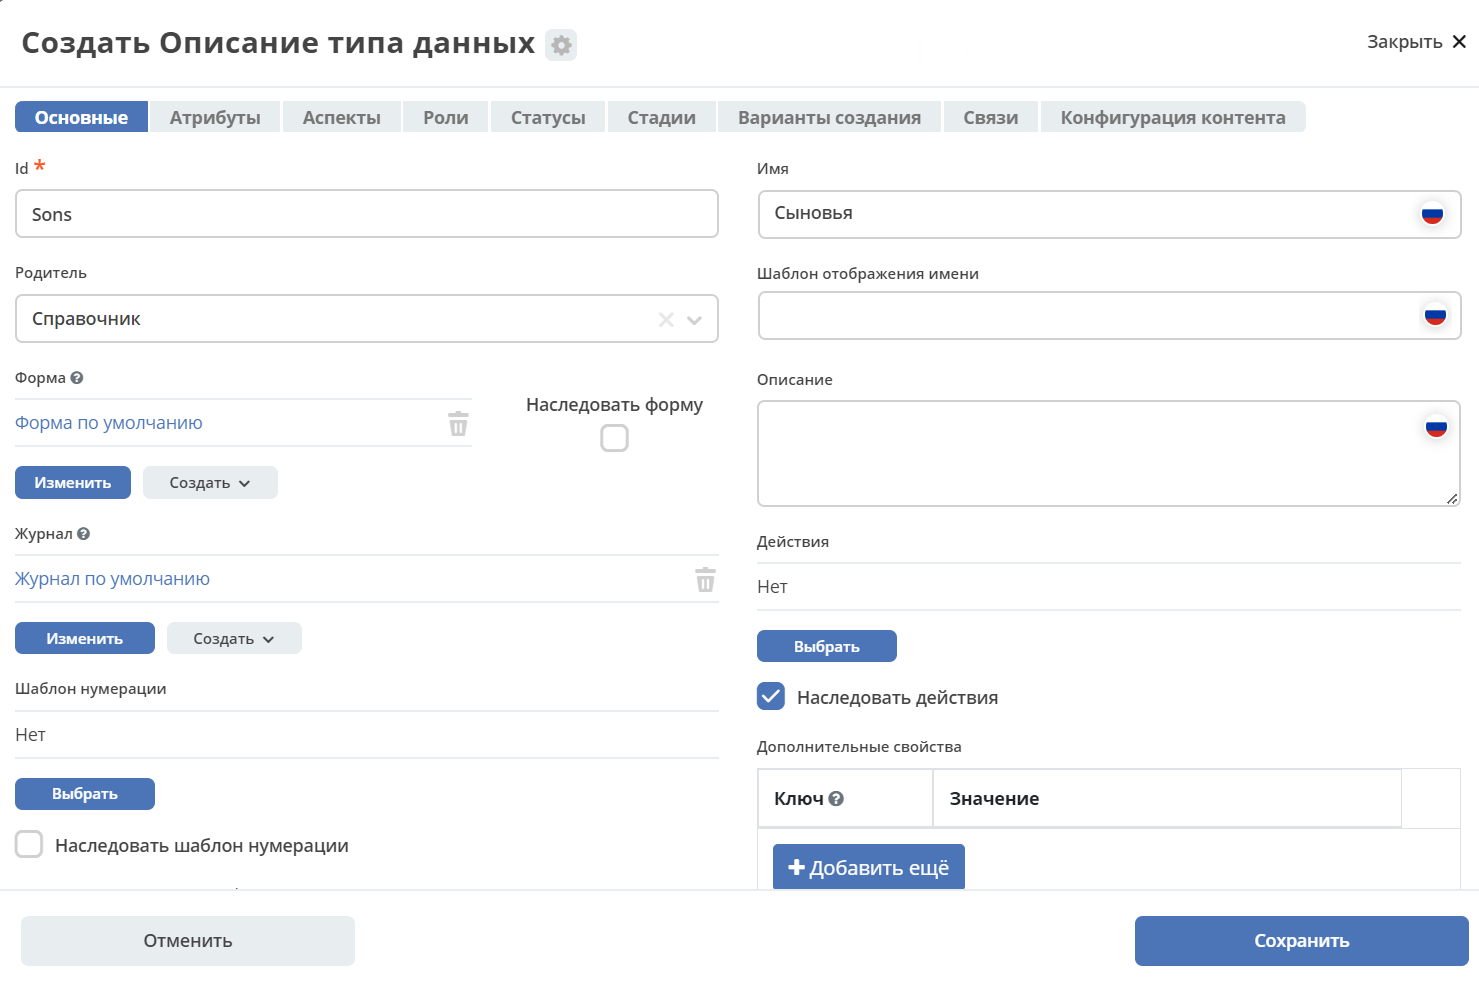 Создать Описание типа данных
Закрыть
Основные Атрибуты Аспекты Роли Статусы Стадии Варианты создания Связи Конфигурация контента
Id *
Sons
Родитель
Справочник
Форма
Форма по умолчанию
Наследовать форму
Изменить Создать
Журнал
Журнал по умолчанию
Изменить Создать
Шаблон нумерации
Нет
Выбрать
Наследовать шаблон нумерации
Имя
Сыновья
Шаблон отображения имени
Описание
Действия
Нет
Выбрать
Наследовать действия
Дополнительные свойства
Ключ Значение
Добавить ещё
Отменить
Сохранить